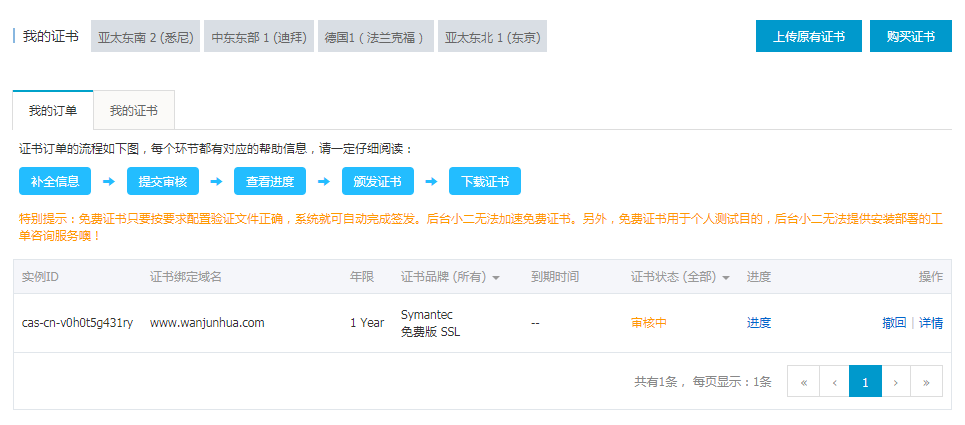 我的证书 亚太东南 2 (悉尼) 中东东部 1 (迪拜) 德国1 ( 法兰克福 ) 亚太东北 1 (东京) 上传原有证书 购买证书
我的订单 我的证书
证书订单的流程如下图，每个环节都有对应的帮助信息，请一定仔细阅读：
补全信息 提交审核 查看进度 颁发证书 下载证书
特别提示：免费证书只要按要求配置验证文件正确，系统就可自动完成签发。后台小二无法加速免费证书。另外，免费证书用于个人测试目的，后台小二无法提供安装部署的工
单咨询服务噢！
实例ID 证书绑定域名 年限 证书品牌 (所有) 到期时间 证书状态 (全部) 进度 操作
cas-cn-v0h0t5g431ry www.wanjunhua.com 1 Year Symantec -- 审核中 进度 撤回 | 详情
免费版 SSL
共有1条， 每页显示：1条 « ‹ 1 › »